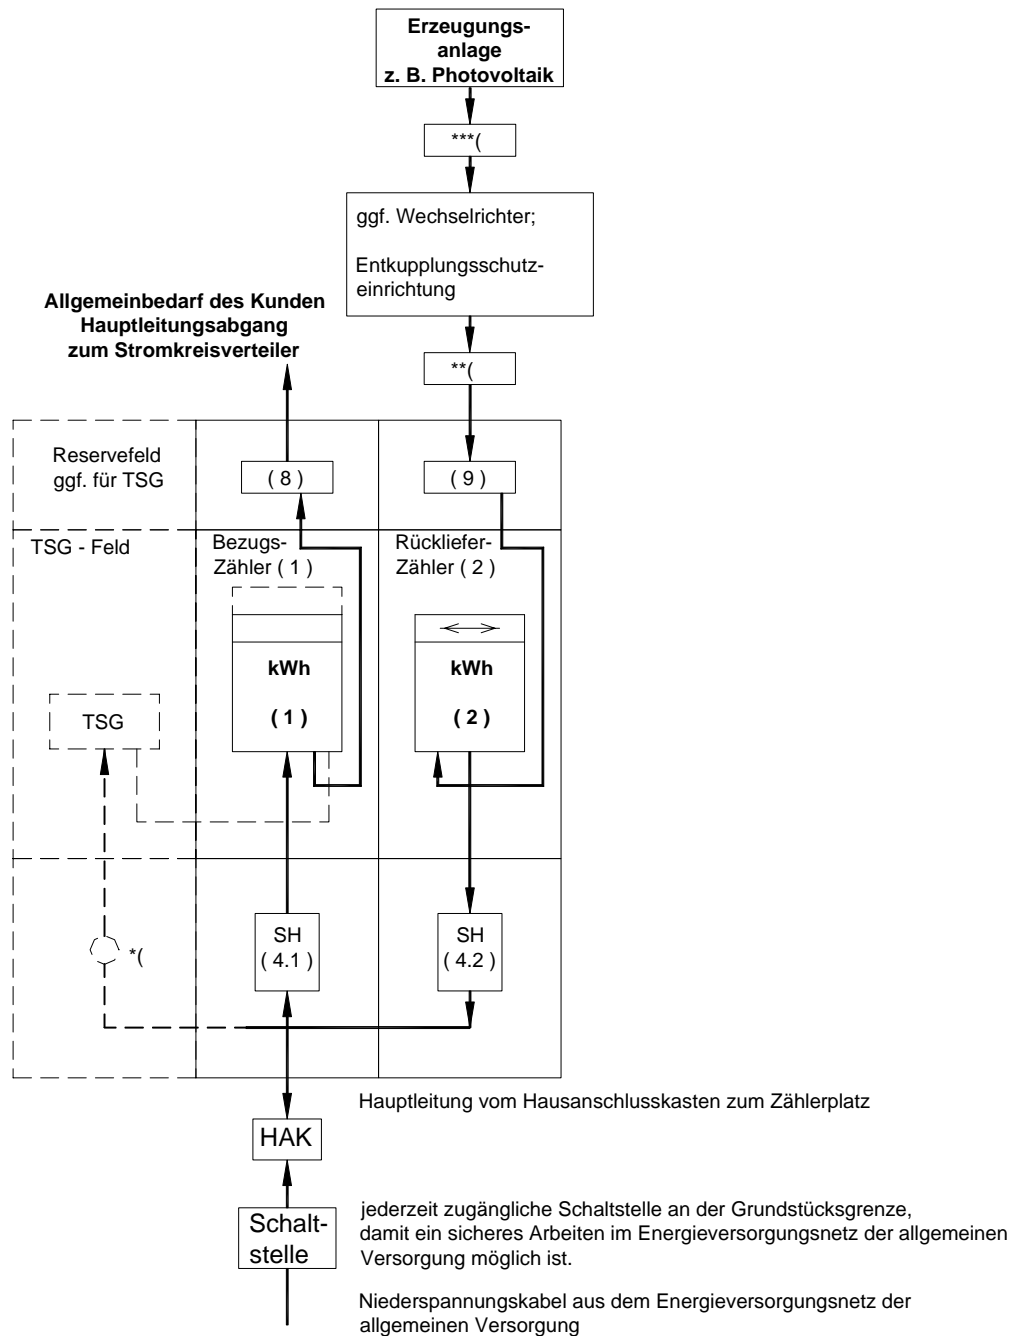 Erzeugungs-
anlage
z. B. Photovoltaik
***(
ggf. Wechselrichter;
Entkupplungsschutz-
einrichtung
Allgemeinbedarf des Kunden
Hauptleitungsabgang
zum Stromkreisverteiler
**(
Reservefeld
ggf. für TSG
( 8 )
( 9 )
TSG - Feld
Bezugs-
Zähler ( 1 )
Rückliefer-
Zähler ( 2 )
kWh
( 1 )
kWh
( 2 )
TSG
SH
( 4.1 )
SH
( 4.2 )
*(
Hauptleitung vom Hausanschlusskasten zum Zählerplatz
HAK
Schalt-
stelle
jederzeit zugängliche Schaltstelle an der Grundstücksgrenze,
damit ein sicheres Arbeiten im Energieversorgungsnetz der allgemeinen
Versorgung möglich ist.
Niederspannungskabel aus dem Energieversorgungsnetz der
allgemeinen Versorgung